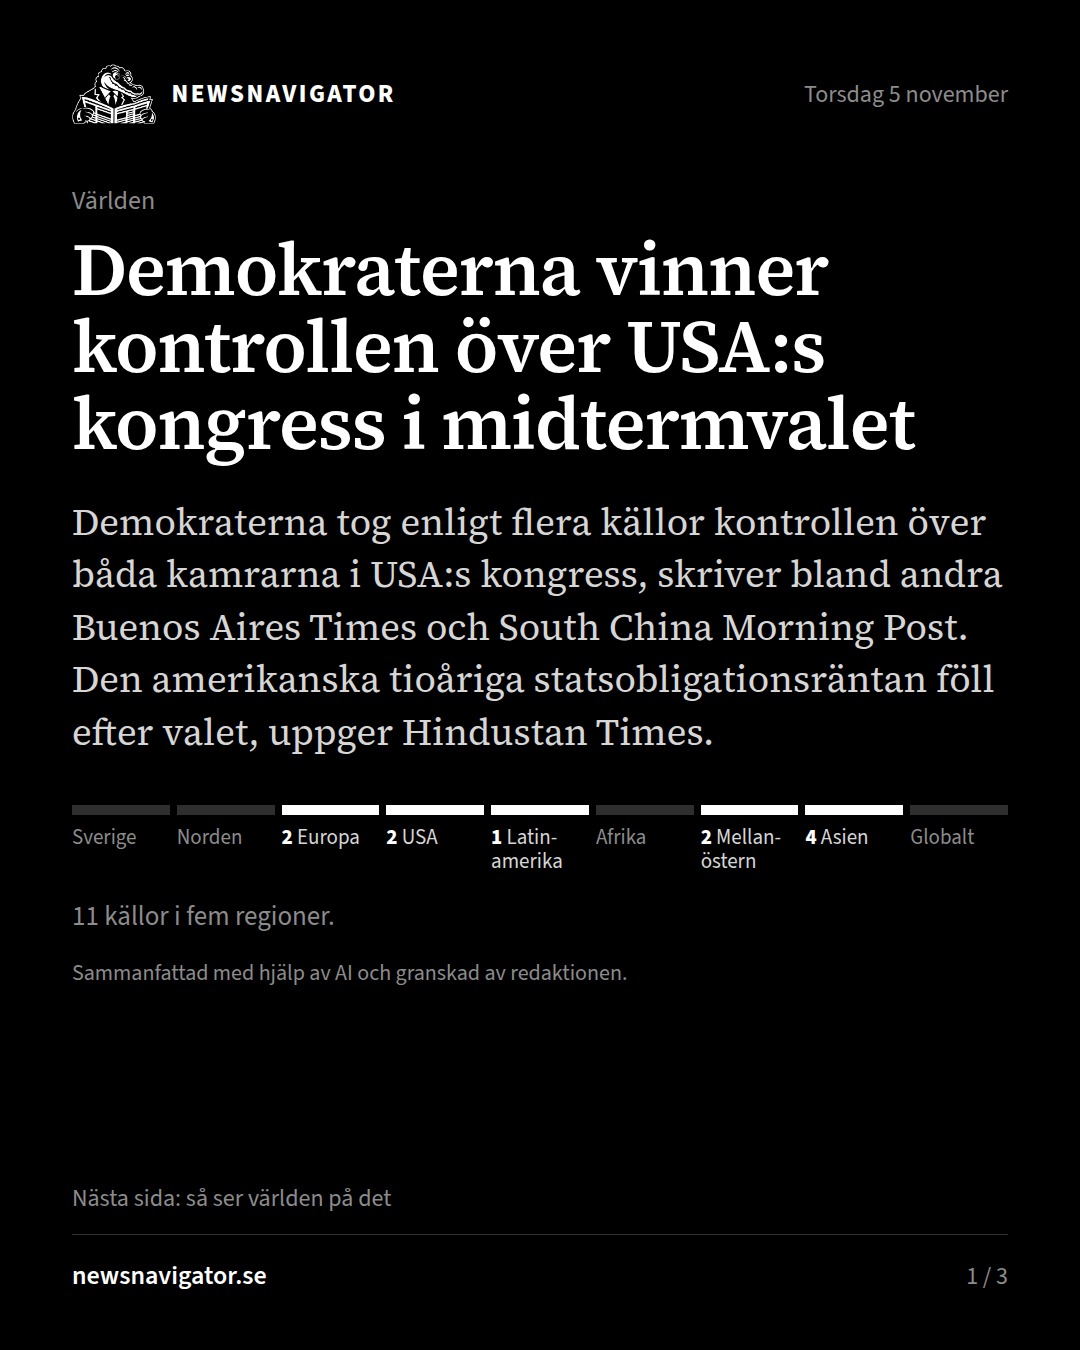 NEWSNAVIGATOR
Torsdag 5 november
Världen
Demokraterna vinner
kontrollen över USA:s
kongress i midtermvalet
Demokraterna tog enligt flera källor kontrollen över
båda kamrarna i USA:s kongress, skriver bland andra
Buenos Aires Times och South China Morning Post.
Den amerikanska tioåriga statsobligationsräntan föll
efter valet, uppger Hindustan Times.
Sverige
Norden
2 Europa
2 USA
1 Latin-
amerika
Afrika
2 Mellan-
östern
4 Asien
Globalt
11 källor i fem regioner.
Sammanfattad med hjälp av AI och granskad av redaktionen.
Nästa sida: så ser världen på det
newsnavigator.se
1 / 3